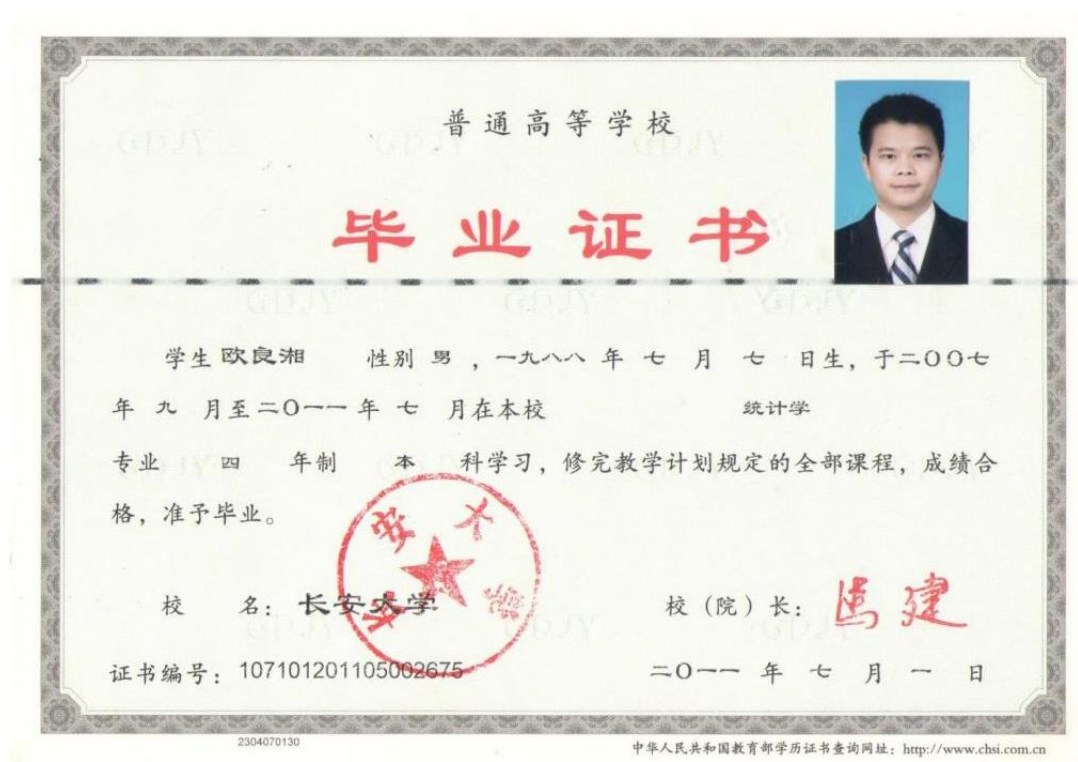 普通高等学校
毕业证书
学生 欧良湘 性别 男 ，一九八八 年 七 月 七 日生，于二〇〇七
年 九 月至二〇一一年 七 月在本校 统计学
专业 四 年制 本 科学习，修完教学计划规定的全部课程，成绩合
格，准予毕业。
校 名：长安大学 校（院）长：
证书编号：107101201105002675 二〇一一 年 七 月 一 日
2304070130 中华人民共和国教育部学历证书查询网址：http://www.chsi.com.cn